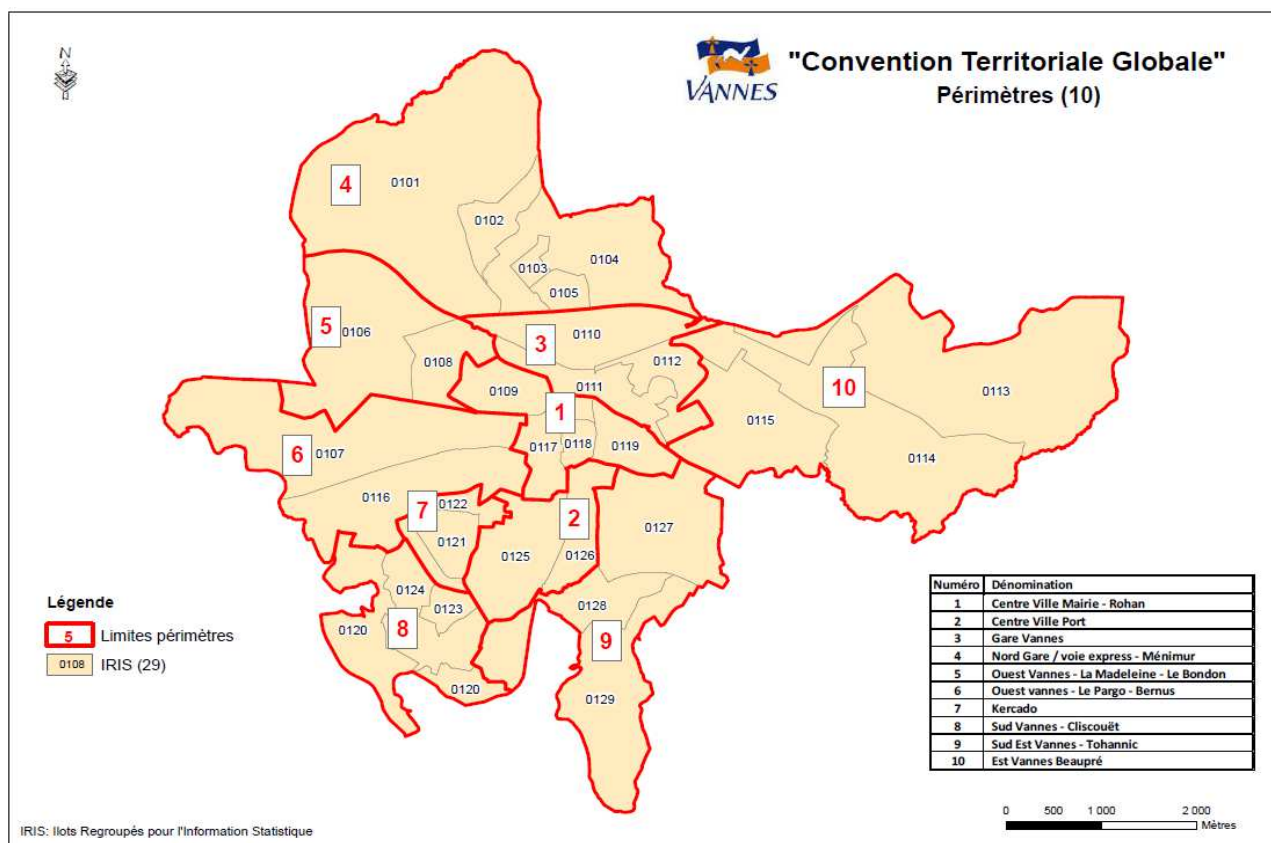 N
VANNES
"Convention Territoriale Globale"
Périmètres (10)
4
0101
0102
0103
0104
0105
5
0106
0108
3
0110
0112
0111
0109
1
10
0113
0115
0114
0117
0118
0119
6
0107
0116
7
0122
0121
2
0125
0126
0127
0124
0123
0120
8
0120
0128
9
0129
Légende
5 Limites périmètres
0108 IRIS (29)
Numéro Dénomination
1 Centre Ville Mairie - Rohan
2 Centre Ville Port
3 Gare Vannes
4 Nord Gare / voie express - Ménimur
5 Ouest Vannes - La Madeleine - Le Bondon
6 Ouest vannes - Le Pargo - Bernus
7 Kercado
8 Sud Vannes - Cliscouët
9 Sud Est Vannes - Tohannic
10 Est Vannes Beaupré
0 500 1 000 2 000
Mètres
IRIS: Ilots Regroupés pour l'Information Statistique